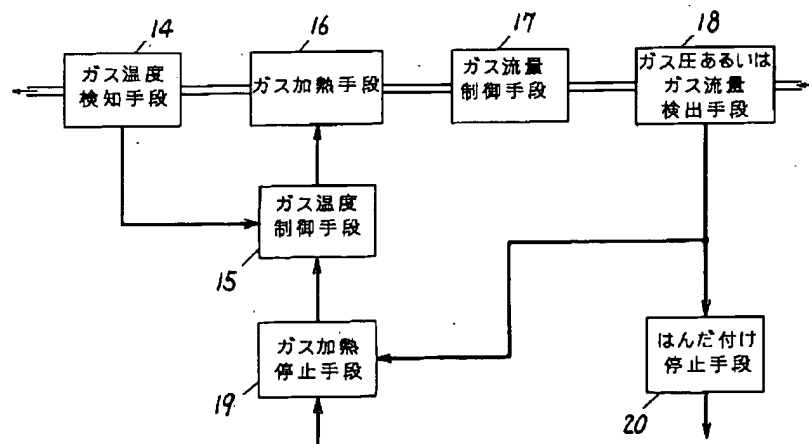 14
ガス温度
検知手段
16
ガス加熱手段
17
ガス流量
制御手段
18
ガス圧あるいは
ガス流量
検出手段
ガス温度
制御手段
15
ガス加熱
停止手段
19
はんだ付け
停止手段
20